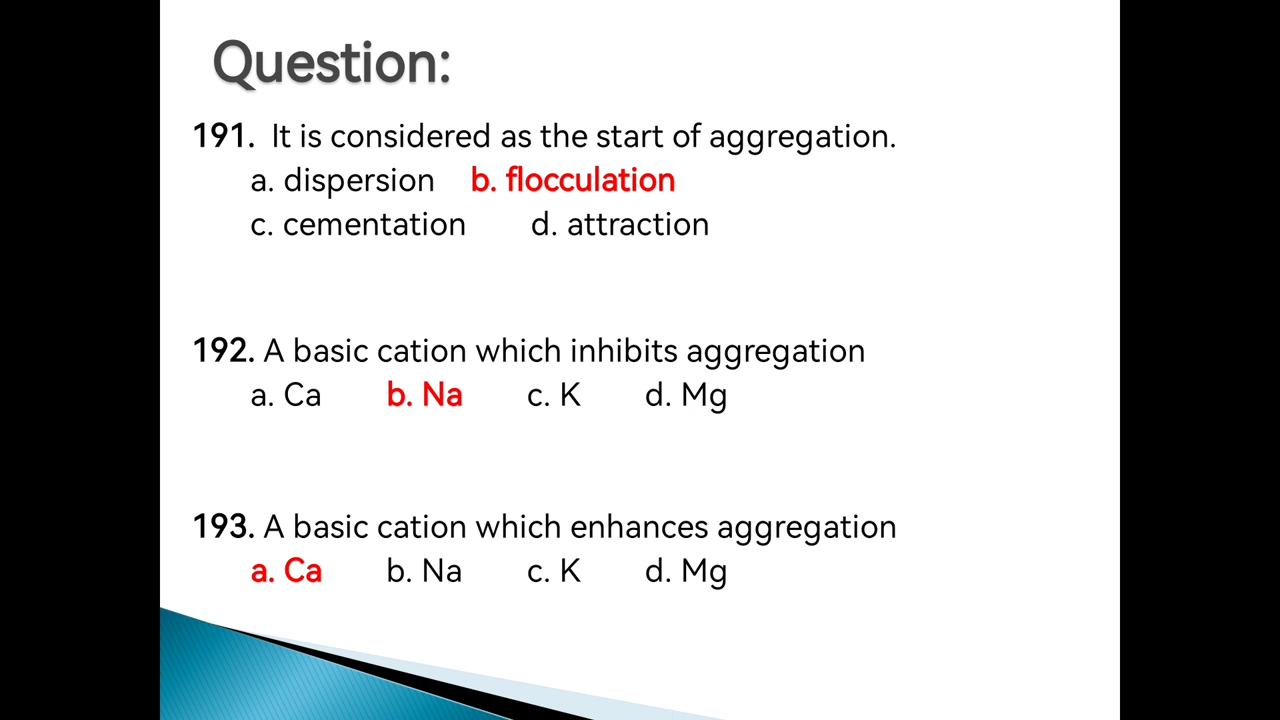 Question:
191. It is considered as the start of aggregation.
a. dispersion b. flocculation
c. cementation d. attraction
192. A basic cation which inhibits aggregation
a. Ca b. Na c. K d. Mg
193. A basic cation which enhances aggregation
a. Ca b. Na c. K d. Mg